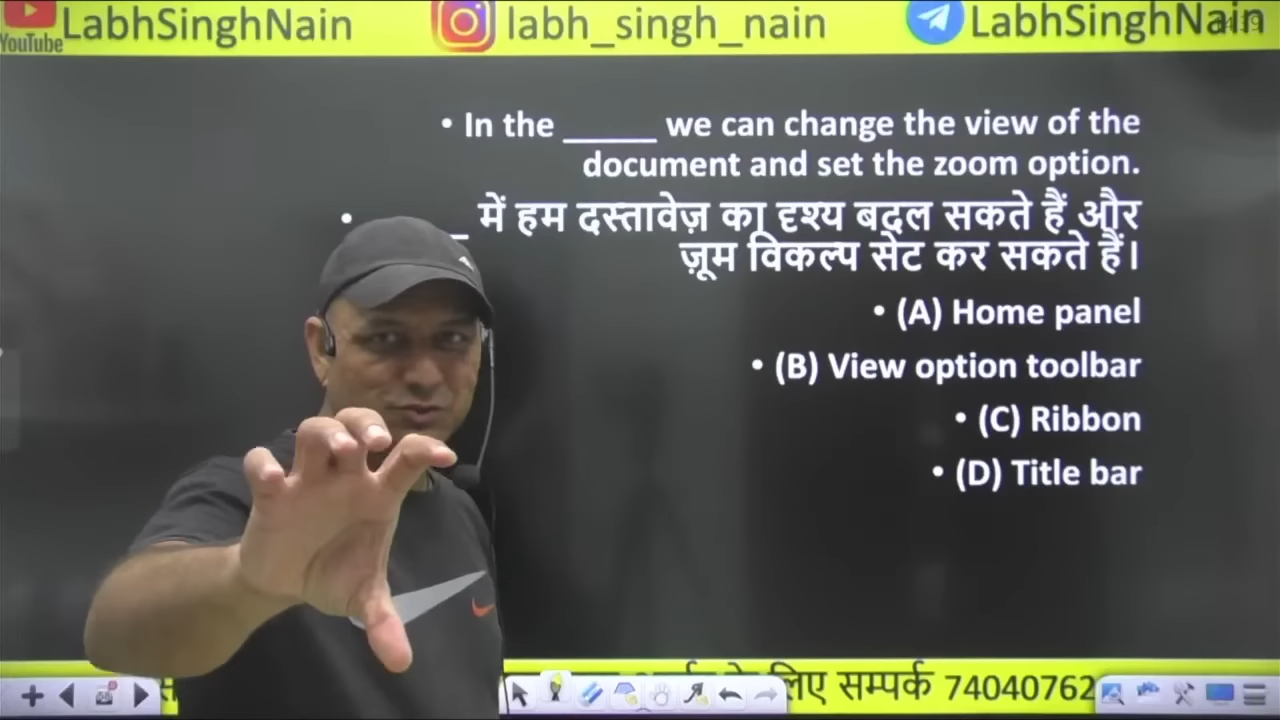 YouTube
LabhSinghNain
labh_singh_nain
LabhSinghNain
• In the _____ we can change the view of the
document and set the zoom option.
• _ में हम दस्तावेज़ का दृश्य बदल सकते हैं और
ज़ूम विकल्प सेट कर सकते हैं।
• (A) Home panel
• (B) View option toolbar
• (C) Ribbon
• (D) Title bar
लिए सम्पर्क 74040762